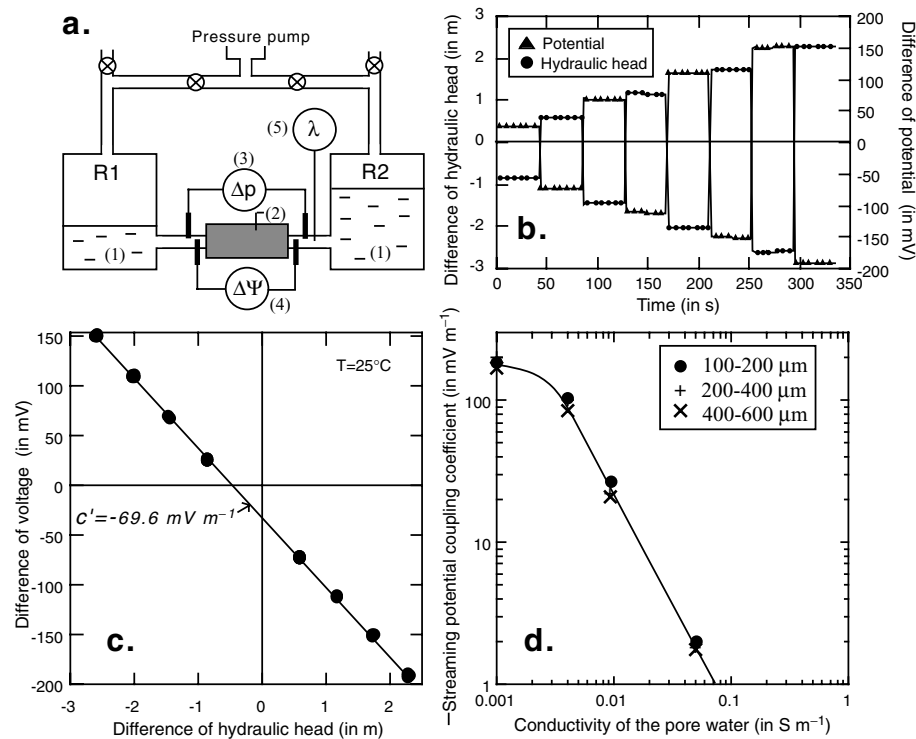 a.
Pressure pump
R1
R2
(5)
λ
(3)
Δp
(2)
(1)
(1)
ΔΨ
(4)
b.
Potential
Hydraulic head
Difference of hydraulic head (in m)
3
2
1
0
-1
-2
-3
Difference of potential (in mV)
200
150
100
50
0
-50
-100
-150
-200
0 50 100 150 200 250 300 350
Time (in s)
c.
T=25°C
c'=-69.6 mV m⁻¹
Difference of voltage (in mV)
150
100
50
0
-50
-100
-150
-200
-3 -2 -1 0 1 2
Difference of hydraulic head (in m)
d.
100-200 μm
200-400 μm
400-600 μm
−Streaming potential coupling coefficient (in mV m⁻¹)
100
10
1
0.001 0.01 0.1 1
Conductivity of the pore water (in S m⁻¹)